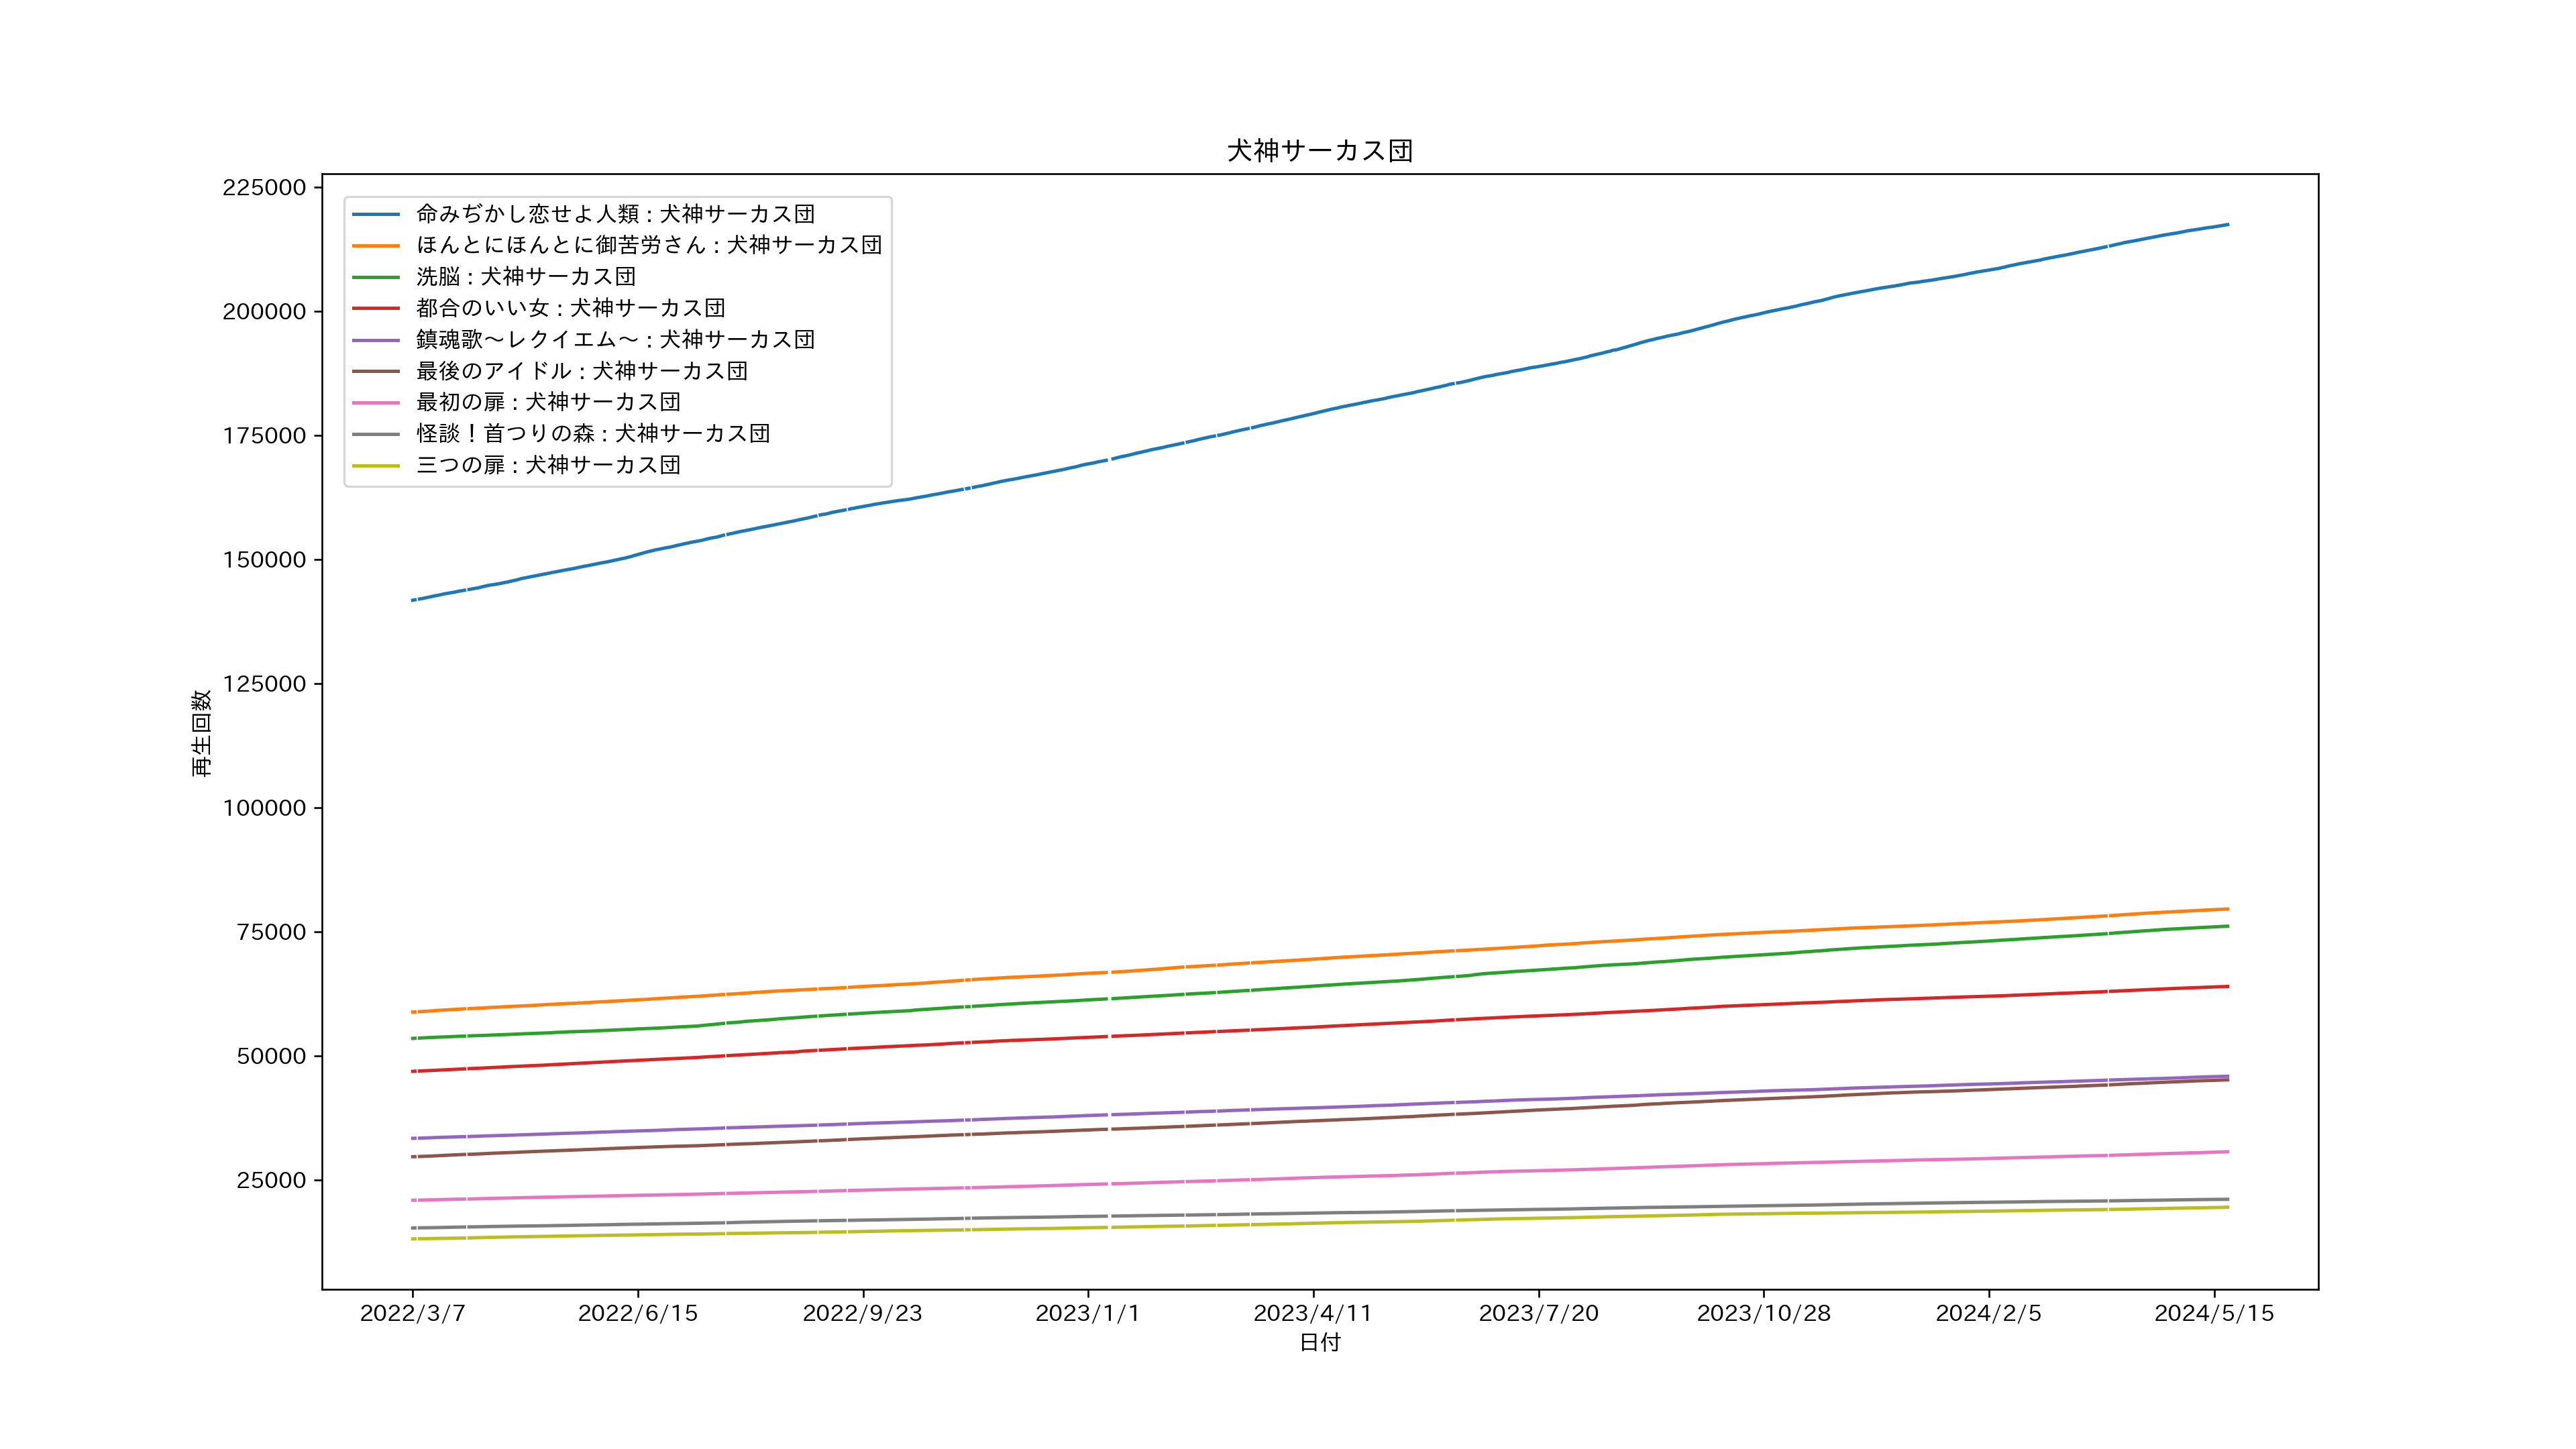 犬神サーカス団
225000
200000
175000
150000
125000
100000
75000
50000
25000
再生回数
命みぢかし恋せよ人類 : 犬神サーカス団
ほんとにほんとに御苦労さん : 犬神サーカス団
洗脳 : 犬神サーカス団
都合のいい女 : 犬神サーカス団
鎮魂歌〜レクイエム〜 : 犬神サーカス団
最後のアイドル : 犬神サーカス団
最初の扉 : 犬神サーカス団
怪談！首つりの森 : 犬神サーカス団
三つの扉 : 犬神サーカス団
2022/3/7
2022/6/15
2022/9/23
2023/1/1
2023/4/11
2023/7/20
2023/10/28
2024/2/5
2024/5/15
日付